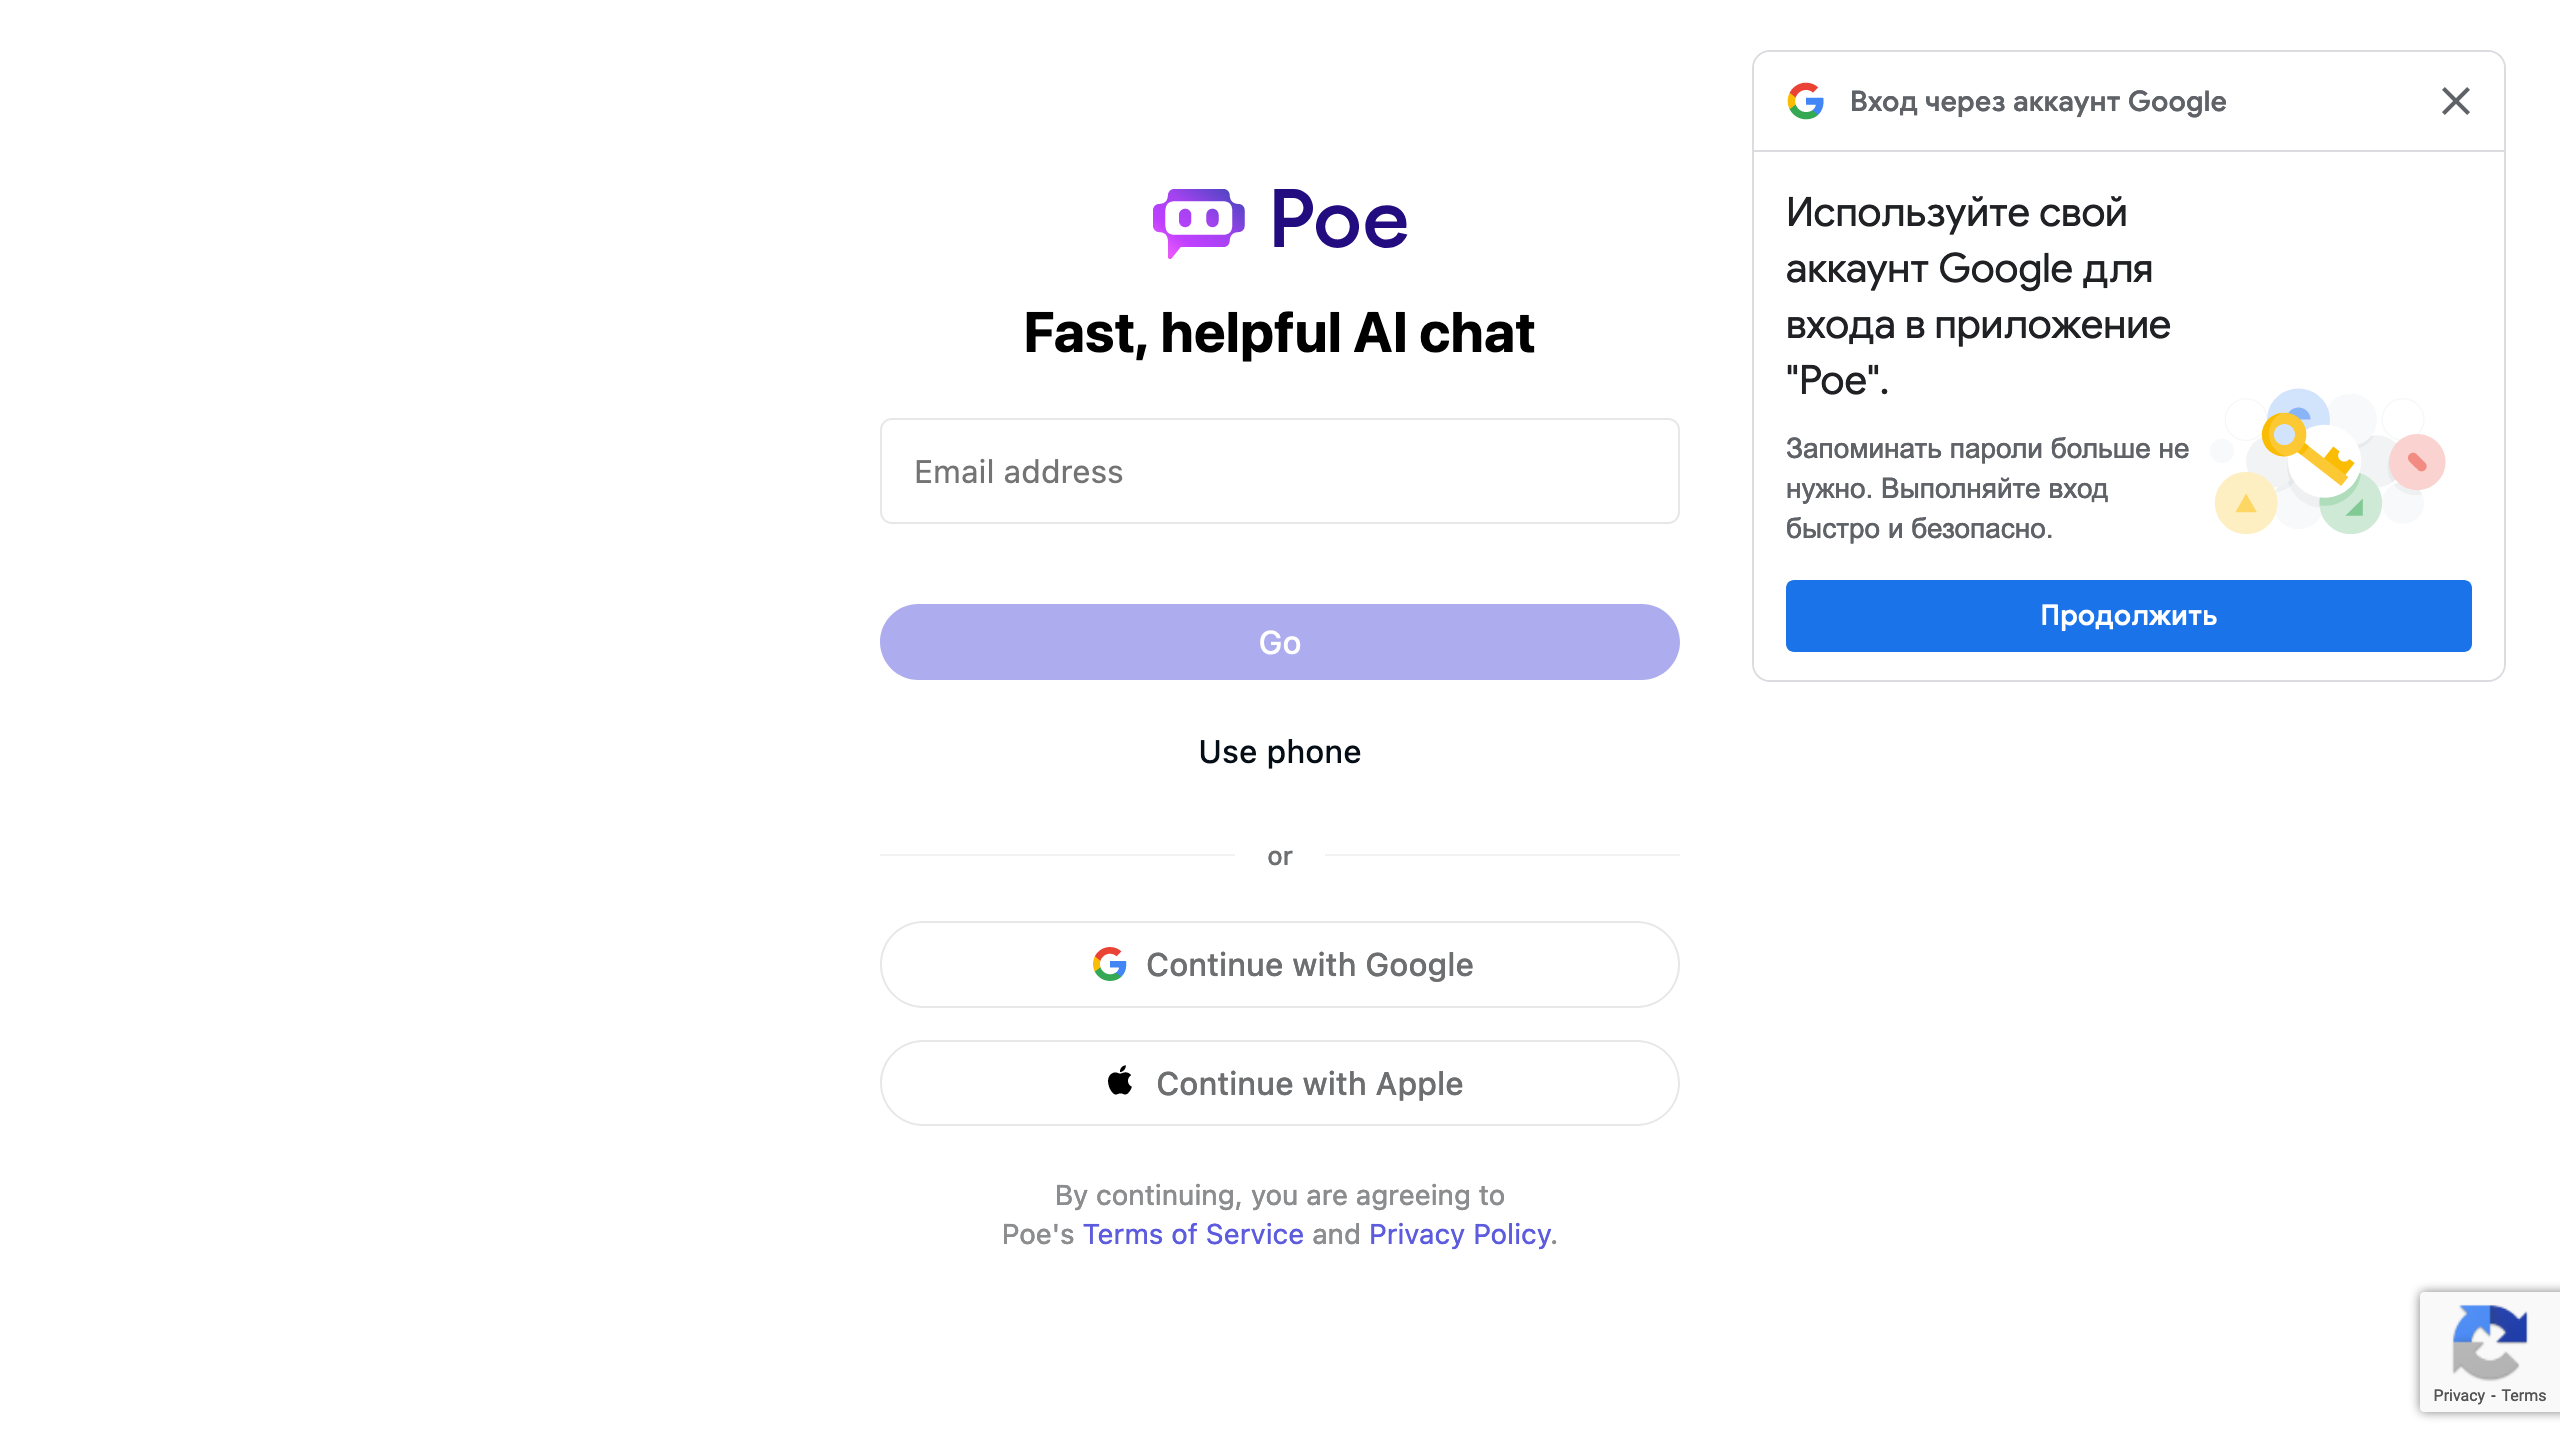 Poe
Fast, helpful AI chat
Email address
Go
Use phone
or
Continue with Google
Continue with Apple
By continuing, you are agreeing to
Poe's Terms of Service and Privacy Policy.
Вход через аккаунт Google
Используйте свой
аккаунт Google для
входа в приложение
"Poe".
Запоминать пароли больше не
нужно. Выполняйте вход
быстро и безопасно.
Продолжить
Privacy - Terms